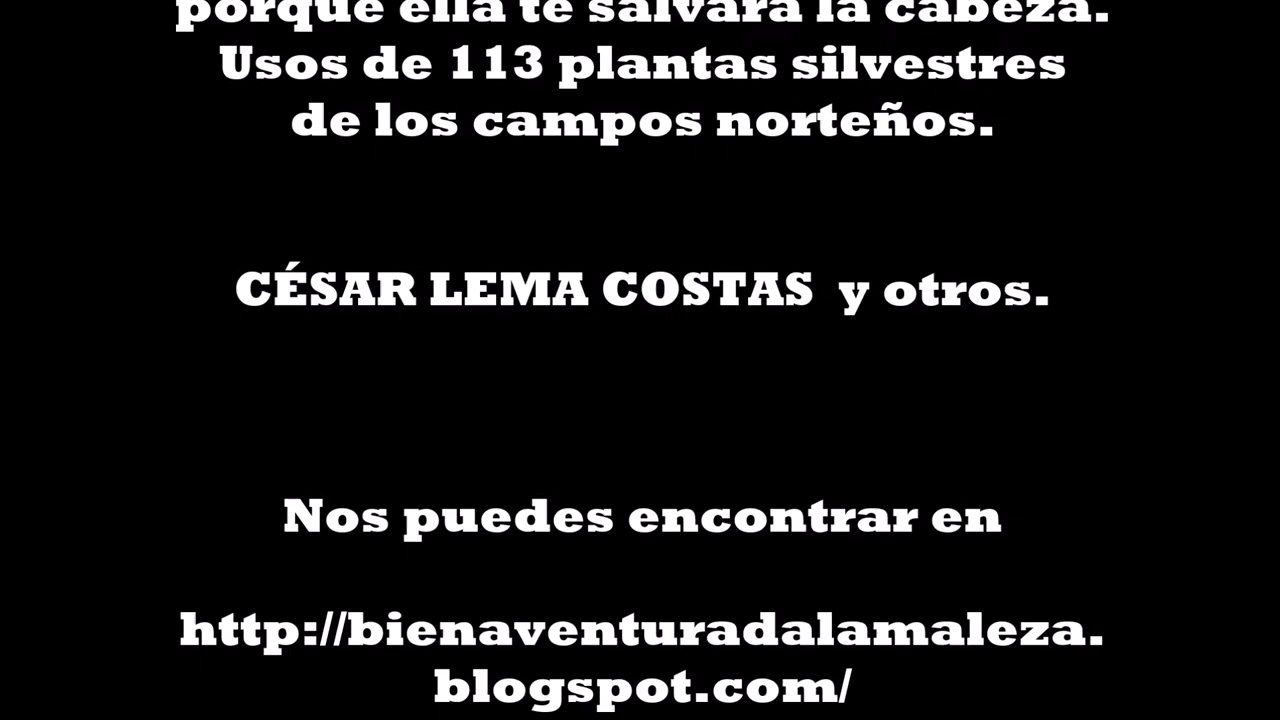 porque ella te salvará la cabeza.
Usos de 113 plantas silvestres
de los campos norteños.
CÉSAR LEMA COSTAS y otros.
Nos puedes encontrar en
http://bienaventuradalamaleza.
blogspot.com/